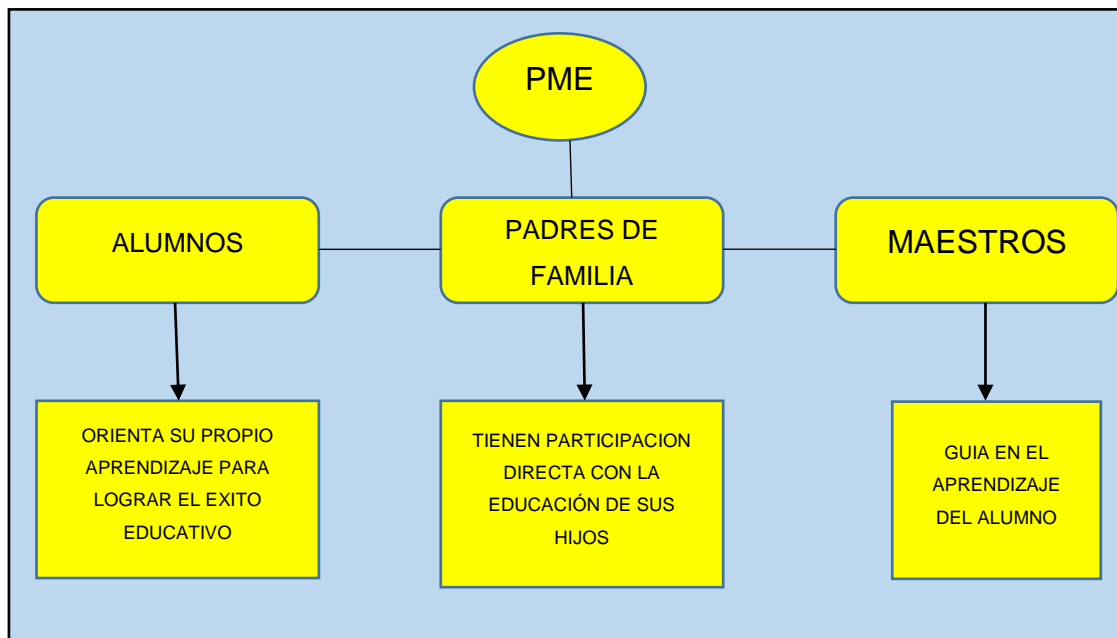 PME
ALUMNOS
PADRES DE
FAMILIA
MAESTROS
ORIENTA SU PROPIO
APRENDIZAJE PARA
LOGRAR EL EXITO
EDUCATIVO
TIENEN PARTICIPACION
DIRECTA CON LA
EDUCACIÓN DE SUS
HIJOS
GUIA EN EL
APRENDIZAJE
DEL ALUMNO